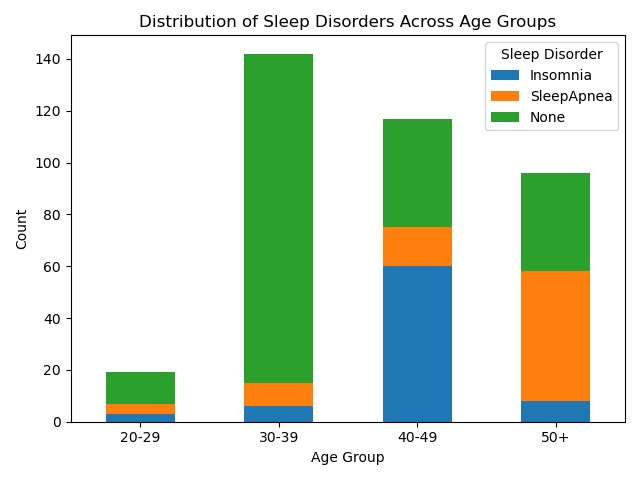 Distribution of Sleep Disorders Across Age Groups
Sleep Disorder
Insomnia
SleepApnea
None
Count
140
120
100
80
60
40
20
0
20-29 30-39 40-49 50+
Age Group